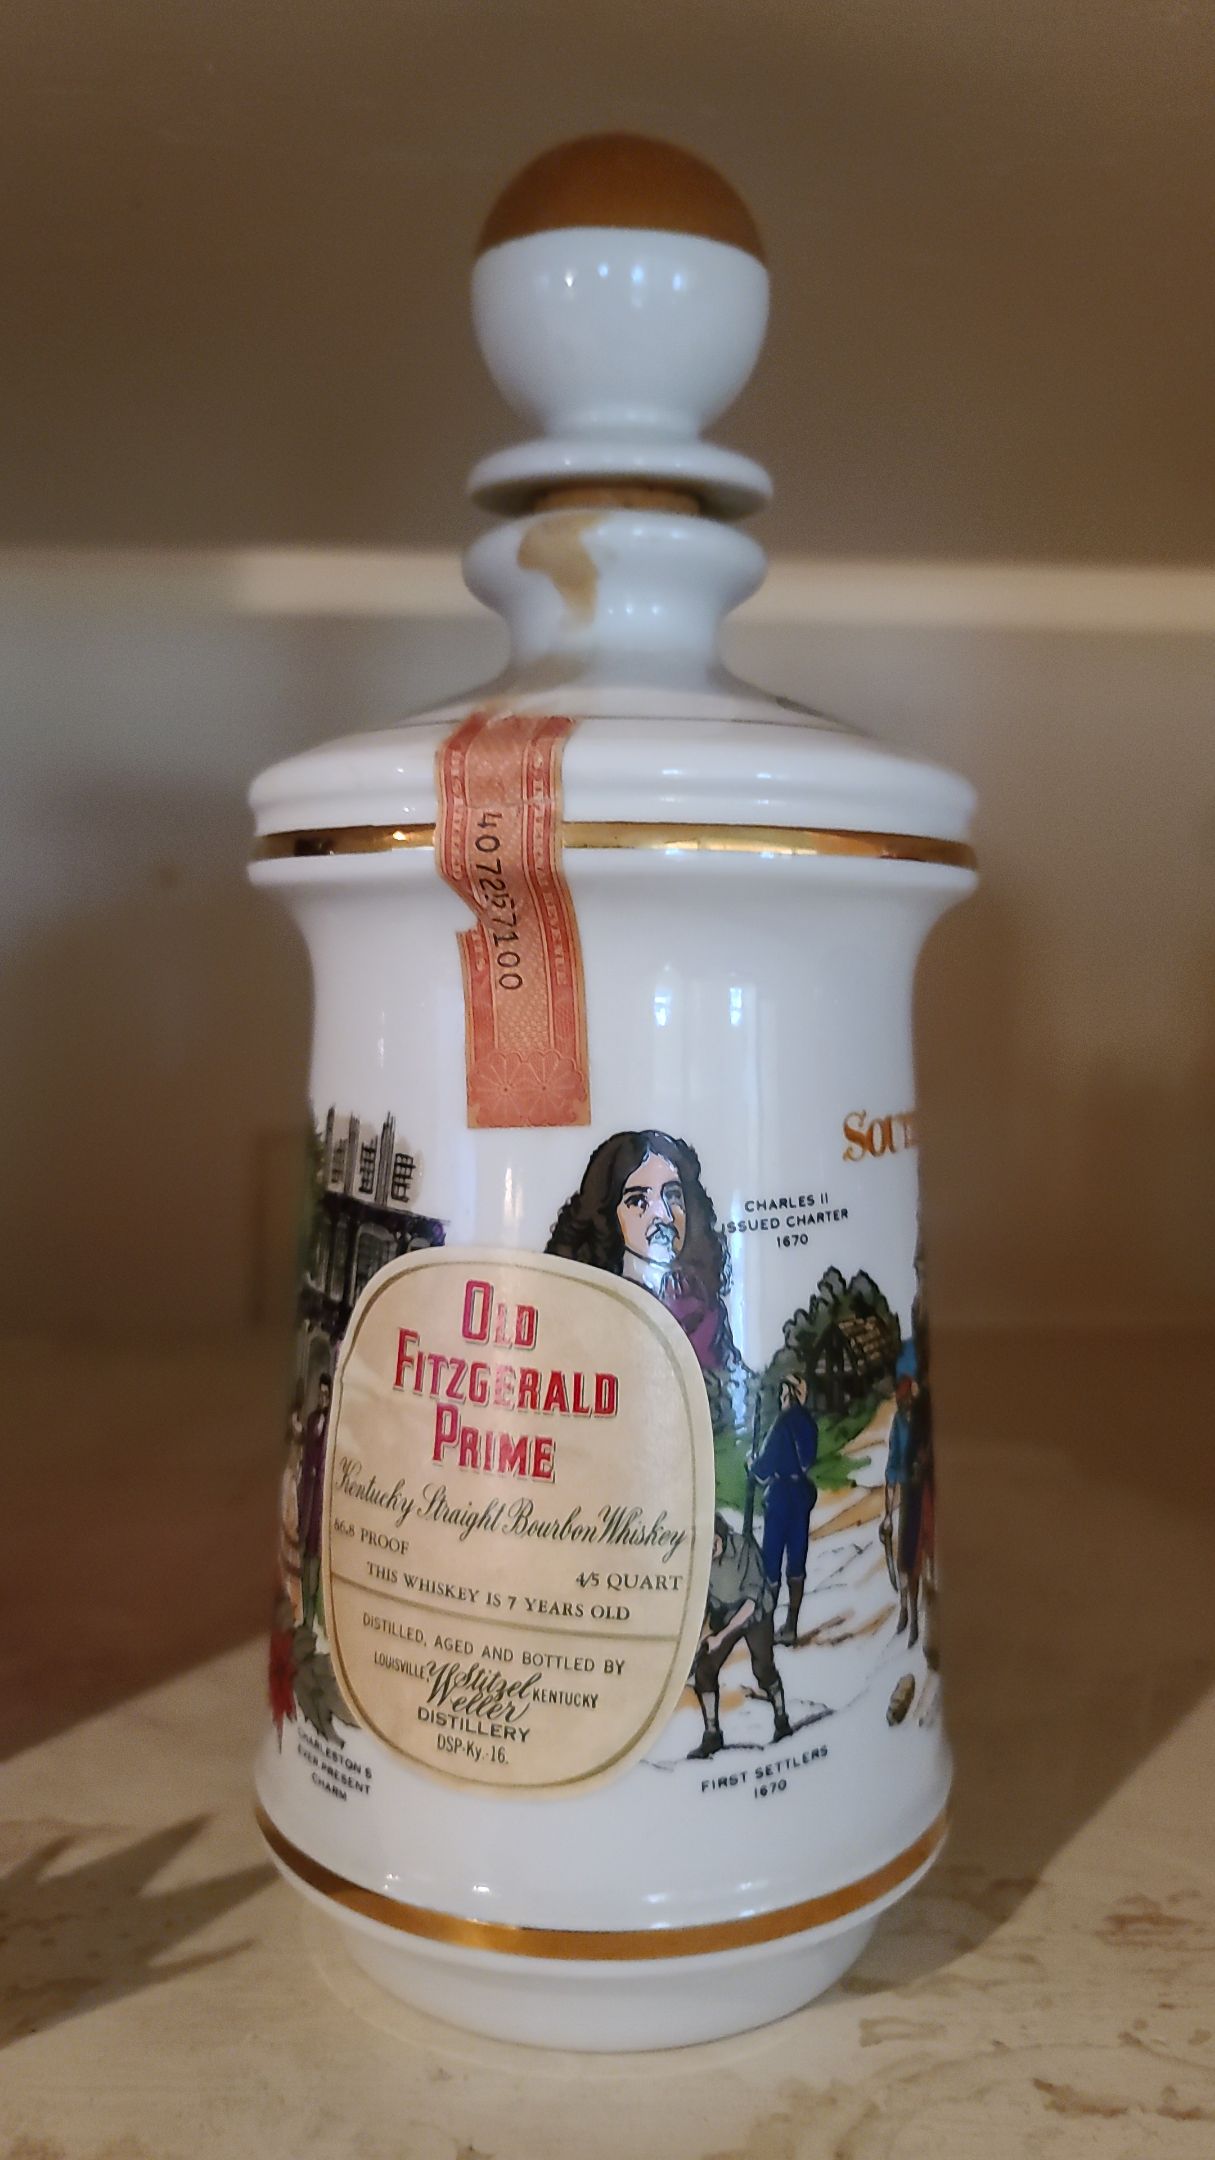 407257100
SOUT
CHARLES II
ISSUED CHARTER
1670
OLD
FITZGERALD
PRIME
Kentucky Straight Bourbon Whiskey
86.8 PROOF
4/5 QUART
THIS WHISKEY IS 7 YEARS OLD
DISTILLED, AGED AND BOTTLED BY
LOUISVILLE, Stitzel KENTUCKY
Weller
DISTILLERY
DSP-Ky.-16.
CHARLESTON'S
EVER PRESENT
CHARM
FIRST SETTLERS
1670